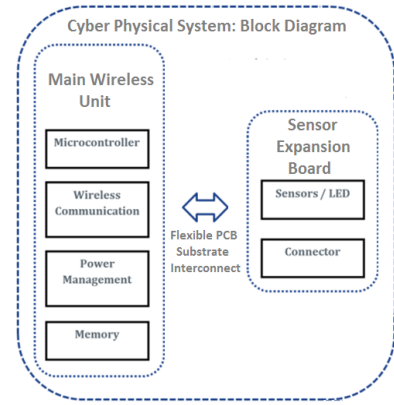 Cyber Physical System: Block Diagram
Main Wireless
Unit
Microcontroller
Wireless
Communication
Power
Management
Memory
Flexible PCB
Substrate
Interconnect
Sensor
Expansion
Board
Sensors / LED
Connector